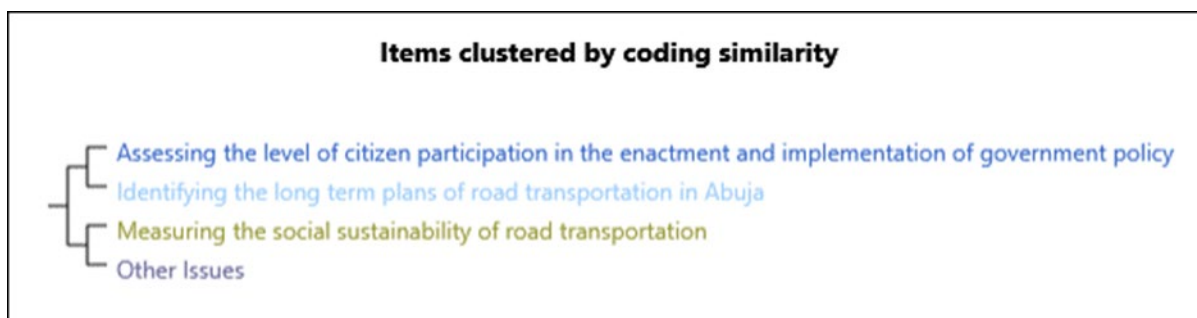 Items clustered by coding similarity
Assessing the level of citizen participation in the enactment and implementation of government policy
Identifying the long term plans of road transportation in Abuja
Measuring the social sustainability of road transportation
Other Issues